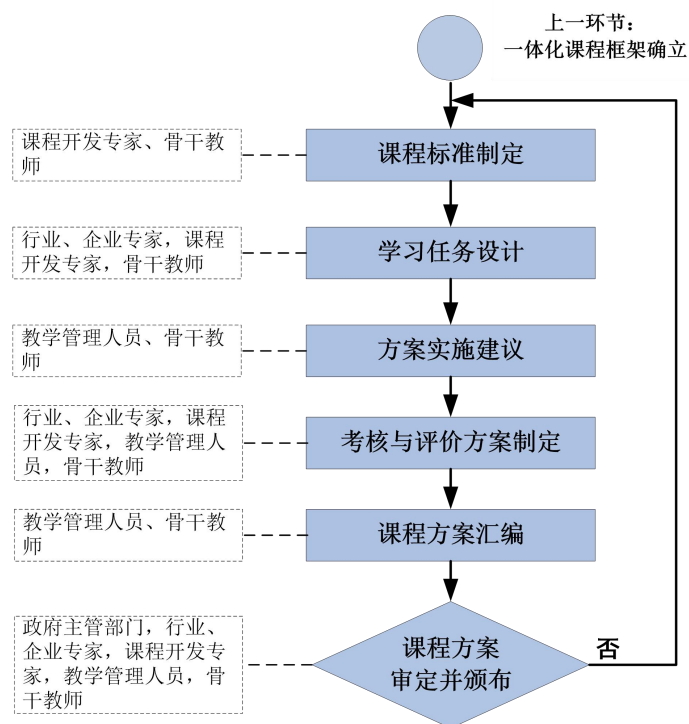 上一环节：
一体化课程框架确立
课程开发专家、骨干教
师
课程标准制定
行业、企业专家，课程
开发专家，骨干教师
学习任务设计
教学管理人员、骨干教
师
方案实施建议
行业、企业专家，课程
开发专家，教学管理人
员，骨干教师
考核与评价方案制定
教学管理人员、骨干教
师
课程方案汇编
政府主管部门，行业、
企业专家，课程开发专
家，教学管理人员，骨
干教师
课程方案
审定并颁布
否